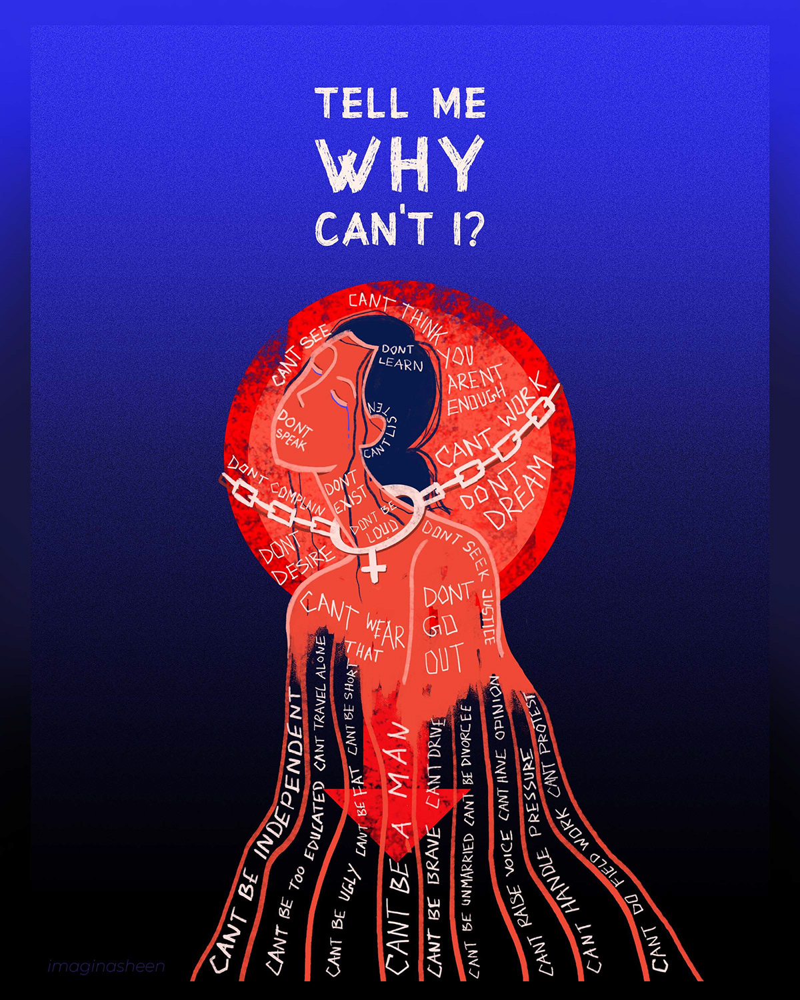 TELL ME
WHY
CAN'T I?
CANT THINK
CANT SEE
DONT
LEARN
YOU
ARENT
ENOUGH
CANT LISTEN
DONT
SPEAK
CANT WORK
DONT
DREAM
DONT COMPLAIN
DONT
EXIST
DONT BE
LOUD
DONT
DESIRE
DONT SEEK JUSTICE
CANT WEAR
THAT
DONT
GO
OUT
CANT BE INDEPENDENT
CANT BE TOO EDUCATED CANT TRAVEL ALONE
CANT BE UGLY CANT BE FAT CANT BE SHORT
CANT BE A MAN
CANT BE BRAVE CANT DRIVE
CANT BE UNMARRIED CANT BE DIVORCEE
CANT RAISE VOICE CANT HAVE OPINION
CANT HANDLE PRESSURE
CANT DO FIELD WORK CANT PROTEST
imaginasheen